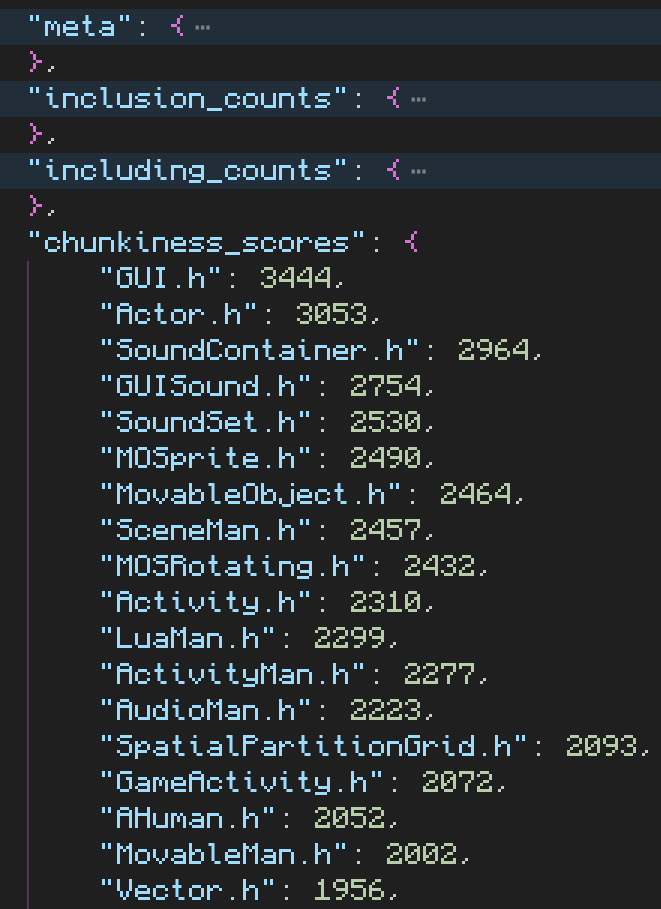 "meta": { ⋯
},
"inclusion_counts": { ⋯
},
"including_counts": { ⋯
},
"chunkiness_scores": {
"GUI.h": 3444,
"Actor.h": 3053,
"SoundContainer.h": 2964,
"GUISound.h": 2754,
"SoundSet.h": 2530,
"MOSprite.h": 2490,
"MovableObject.h": 2464,
"SceneMan.h": 2457,
"MOSRotating.h": 2432,
"Activity.h": 2310,
"LuaMan.h": 2299,
"ActivityMan.h": 2277,
"AudioMan.h": 2223,
"SpatialPartitionGrid.h": 2093,
"GameActivity.h": 2072,
"AHuman.h": 2052,
"MovableMan.h": 2002,
"Vector.h": 1956,